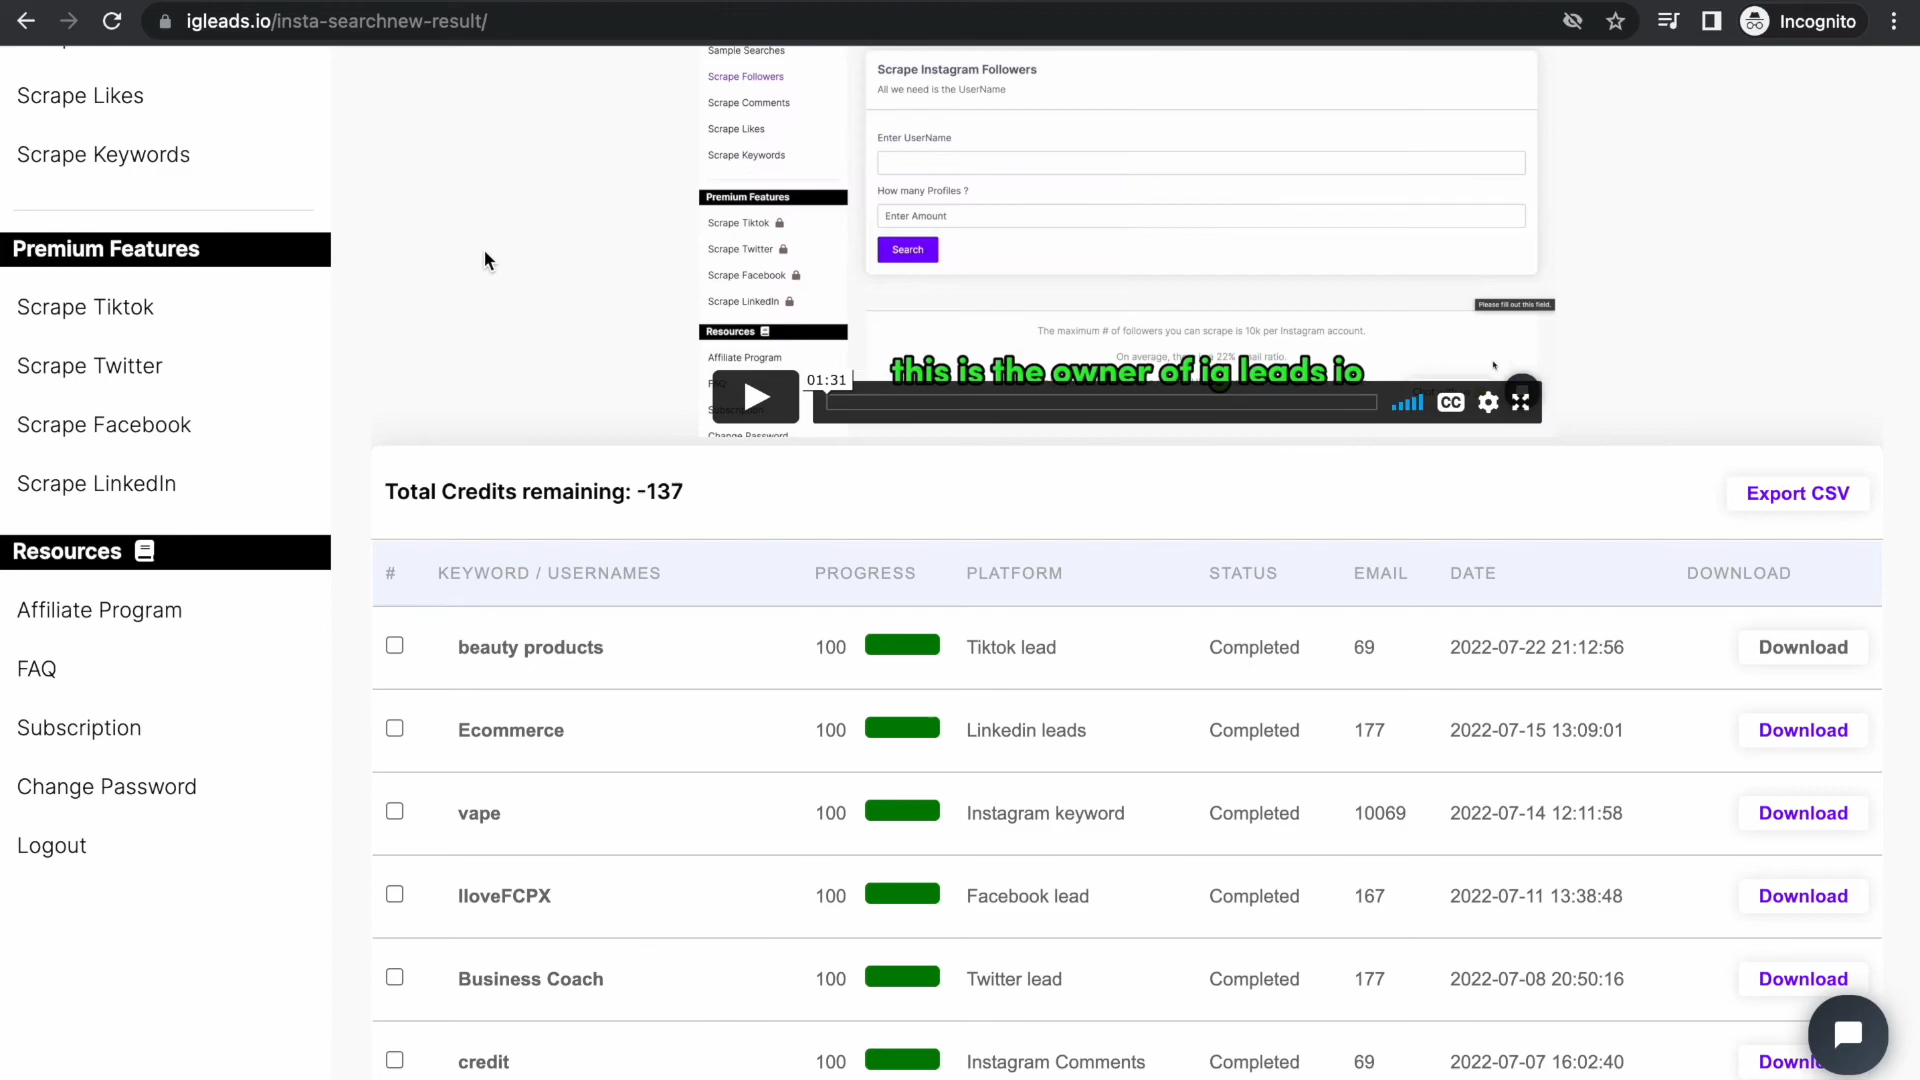 igleads.io/insta-searchnew-result/
Incognito
Scrape Likes
Scrape Keywords
Premium Features
Scrape Tiktok
Scrape Twitter
Scrape Facebook
Scrape LinkedIn
Resources
Affiliate Program
FAQ
Subscription
Change Password
Logout
Sample Searches
Scrape Followers
Scrape Comments
Scrape Likes
Scrape Keywords
Premium Features
Scrape Tiktok
Scrape Twitter
Scrape Facebook
Scrape LinkedIn
Resources
Affiliate Program
Change Password
Scrape Instagram Followers
All we need is the UserName
Enter UserName
How many Profiles ?
Enter Amount
Search
Please fill out this field.
The maximum # of followers you can scrape is 10k per Instagram account.
this is the owner of ig leads io
01:31
CC
Total Credits remaining: -137
Export CSV
# KEYWORD / USERNAMES PROGRESS PLATFORM STATUS EMAIL DATE DOWNLOAD
beauty products 100 Tiktok lead Completed 69 2022-07-22 21:12:56 Download
Ecommerce 100 Linkedin leads Completed 177 2022-07-15 13:09:01 Download
vape 100 Instagram keyword Completed 10069 2022-07-14 12:11:58 Download
IloveFCPX 100 Facebook lead Completed 167 2022-07-11 13:38:48 Download
Business Coach 100 Twitter lead Completed 177 2022-07-08 20:50:16 Download
credit 100 Instagram Comments Completed 69 2022-07-07 16:02:40